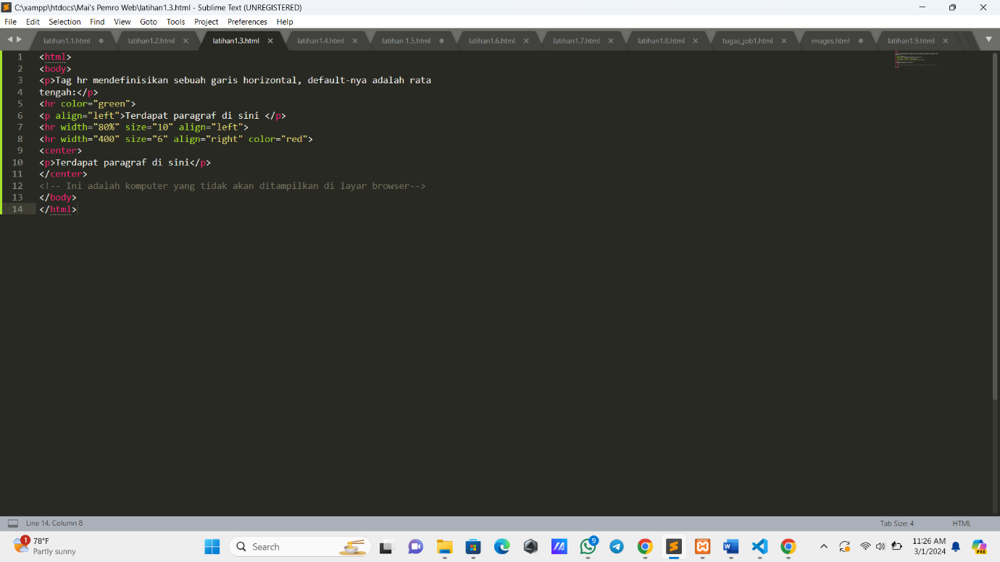 C:\xampp\htdocs\Mai's Pemro Web\latihan1.3.html - Sublime Text (UNREGISTERED)
File Edit Selection Find View Goto Tools Project Preferences Help
latihan1.1.html latihan1.2.html latihan1.3.html latihan1.4.html latihan 1.5.html latihan1.6.html latihan1.7.html latihan1.8.html tugas_job1.html images.html latihan1.9.html
1 <html>
2 <body>
3 <p>Tag hr mendefinisikan sebuah garis horizontal, default-nya adalah rata
4 tengah:</p>
5 <hr color="green">
6 <p align="left">Terdapat paragraf di sini </p>
7 <hr width="80%" size="10" align="left">
8 <hr width="400" size="6" align="right" color="red">
9 <center>
10 <p>Terdapat paragraf di sini</p>
11 </center>
12 <!-- Ini adalah komputer yang tidak akan ditampilkan di layar browser-->
13 </body>
14 </html>
Line 14, Column 8 Tab Size: 4 HTML
1 78°F
Partly sunny
Search
9
11:26 AM
3/1/2024
PRE